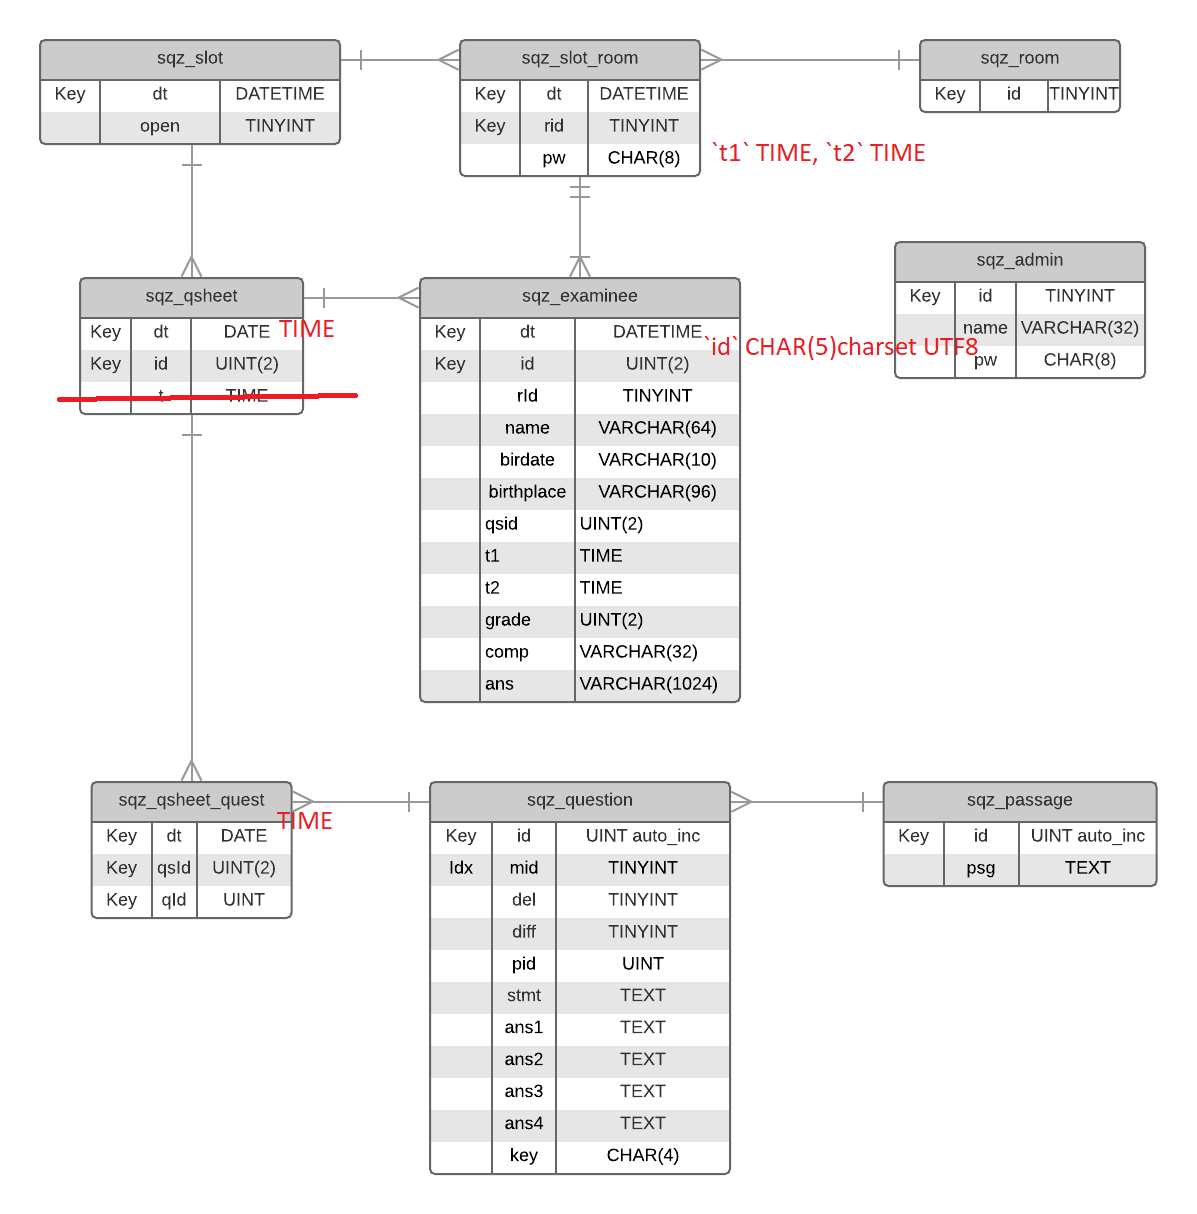 sqz_slot
Key dt DATETIME
open TINYINT
sqz_slot_room
Key dt DATETIME
Key rid TINYINT
pw CHAR(8)
`t1` TIME, `t2` TIME
sqz_room
Key id TINYINT
sqz_admin
Key id TINYINT
name VARCHAR(32)
pw CHAR(8)
sqz_qsheet
Key dt DATE TIME
Key id UINT(2)
t TIME
sqz_examinee
Key dt DATETIME
`id` CHAR(5)charset UTF8
Key id UINT(2)
rId TINYINT
name VARCHAR(64)
birdate VARCHAR(10)
birthplace VARCHAR(96)
qsid UINT(2)
t1 TIME
t2 TIME
grade UINT(2)
comp VARCHAR(32)
ans VARCHAR(1024)
sqz_qsheet_quest
TIME
Key dt DATE
Key qsId UINT(2)
Key qId UINT
sqz_question
Key id UINT auto_inc
Idx mid TINYINT
del TINYINT
diff TINYINT
pid UINT
stmt TEXT
ans1 TEXT
ans2 TEXT
ans3 TEXT
ans4 TEXT
key CHAR(4)
sqz_passage
Key id UINT auto_inc
psg TEXT